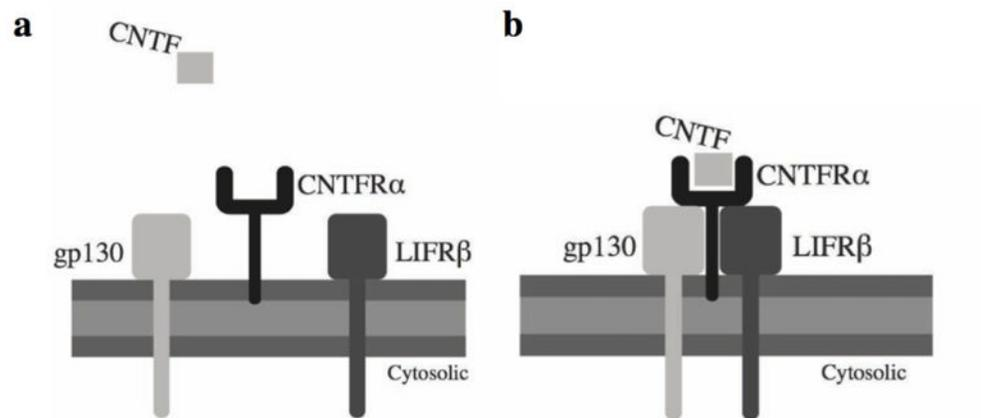 a
CNTF
CNTFRα
gp130
LIFRβ
Cytosolic
b
CNTF
CNTFRα
gp130
LIFRβ
Cytosolic